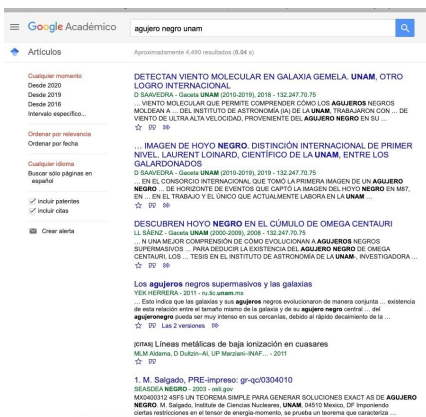 Google Académico
agujero negro unam
Artículos
Aproximadamente 4,490 resultados (0.04 s)
Cualquier momento
Desde 2020
Desde 2019
Desde 2016
Intervalo específico...
Ordenar por relevancia
Ordenar por fecha
Cualquier idioma
Buscar sólo páginas en
español
incluir patentes
incluir citas
Crear alerta
DETECTAN VIENTO MOLECULAR EN GALAXIA GEMELA. UNAM, OTRO
LOGRO INTERNACIONAL
D SAAVEDRA - Gaceta UNAM (2010-2019), 2019 - 132.247.70.75
... VIENTO MOLECULAR QUE PERMITE COMPRENDER CÓMO LOS AGUJEROS NEGROS
MOLDEAN A ... DEL INSTITUTO DE ASTRONOMÍA (IA) DE LA UNAM, TRABAJARON CON ... DE
VIENTO DE ULTRA ALTA VELOCIDAD, PROVENIENTE DEL AGUJERO NEGRO EN SU ...
... IMAGEN DE HOYO NEGRO. DISTINCIÓN INTERNACIONAL DE PRIMER
NIVEL. LAURENT LOINARD, CIENTÍFICO DE LA UNAM, ENTRE LOS
GALARDONADOS
D SAAVEDRA - Gaceta UNAM (2010-2019), 2019 - 132.247.70.75
... EN EL CONSORCIO INTERNACIONAL QUE TOMÓ LA PRIMERA IMAGEN DE UN AGUJERO
NEGRO ... DE HORIZONTE DE EVENTOS QUE CAPTÓ LA IMAGEN DEL HOYO NEGRO EN M87,
EN ... EN EL TRABAJO Y EL ÚNICO QUE ACTUALMENTE LABORA EN LA UNAM ...
DESCUBREN HOYO NEGRO EN EL CÚMULO DE OMEGA CENTAURI
LL SÁENZ - Gaceta UNAM (2000-2009), 2008 - 132.247.70.75
... N UNA MEJOR COMPRENSIÓN DE CÓMO EVOLUCIONAN A AGUJEROS NEGROS
SUPERMASIVOS ... PARA DEDUCIR LA EXISTENCIA DEL AGUJERO NEGRO DE OMEGA
CENTAURI, LOS ... TESIS EN EL INSTITUTO DE ASTRONOMÍA DE LA UNAM-, INVESTIGADORA ...
Los agujeros negros supermasivos y las galaxias
YEK HERRERA - 2011 - ru.tic.unam.mx
... Esto indica que las galaxias y sus agujeros negros evolucionaron de manera conjunta ... existencia
de esta relación entre el tamaño mismo de la galaxia y de su agujero negro central ... del
agujeronegro pueda ser muy intenso en sus cercanías, debido al rápido decaimiento de la ...
Las 2 versiones
[CITAS] Líneas metálicas de baja ionización en cuasares
MLM Aldama, D Dultzin–Al, UP Marziani–INAF... - 2011
1. M. Salgado, PRE-impreso: gr-qc/0304010
SEASDEA NEGRO - 2003 - osti.gov
MX0400312 4SF5 UN TEOREMA SIMPLE PARA GENERAR SOLUCIONES EXACT AS DE AGUJERO
NEGRO. M. Salgado, Institute de Ciencias Nucleares, UNAM, 04510 Mexico, DF Imponiendo
ciertas restricciones en el tensor de energia-momento, se prueba un teorema que caracteriza ...